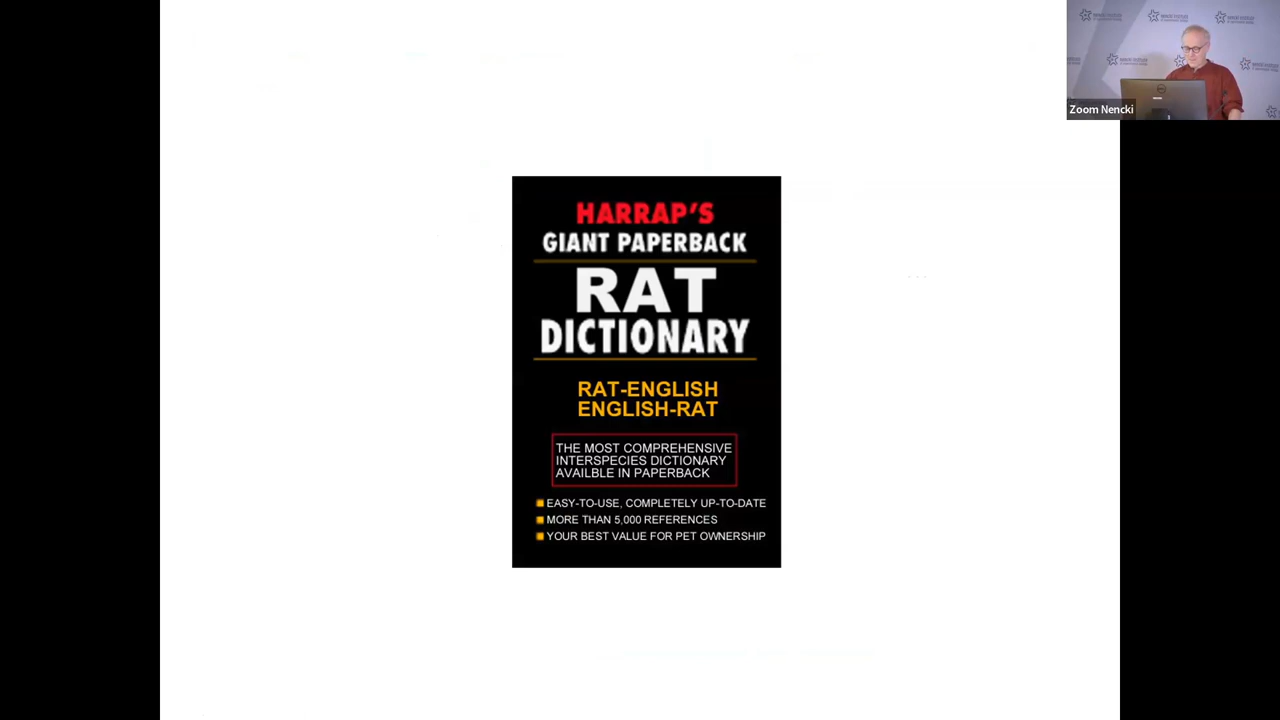 HARRAP'S
GIANT PAPERBACK
RAT
DICTIONARY
RAT-ENGLISH
ENGLISH-RAT
THE MOST COMPREHENSIVE
INTERSPECIES DICTIONARY
AVAILBLE IN PAPERBACK
EASY-TO-USE, COMPLETELY UP-TO-DATE
MORE THAN 5,000 REFERENCES
YOUR BEST VALUE FOR PET OWNERSHIP
Zoom Nencki